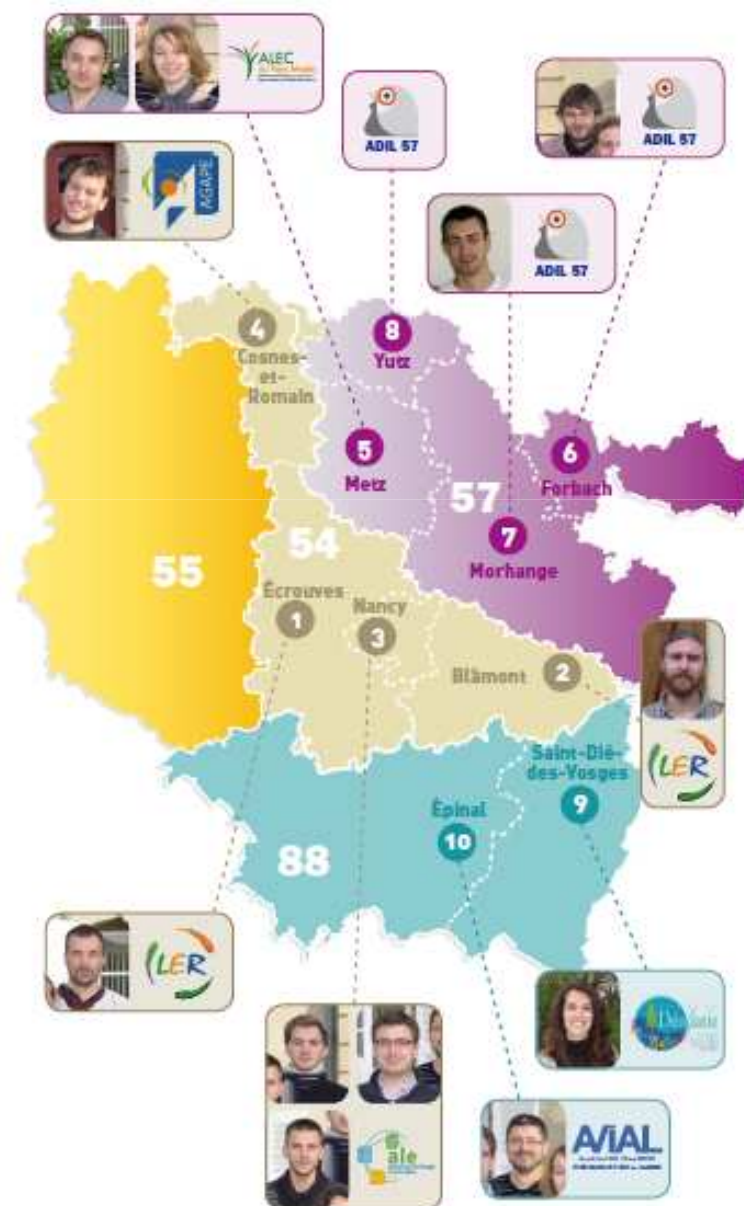 ALEC
ADIL 57
ADIL 57
AGAPE
ADIL 57
4
Cosnes-
et-
Romain
8
Yutz
5
Metz
6
Forbach
57
7
Morhange
54
55
Écrouves
1
Nancy
3
Blâmont
2
LER
Saint-Dié-
des-Vosges
9
Épinal
10
88
LER
ale
AViAL